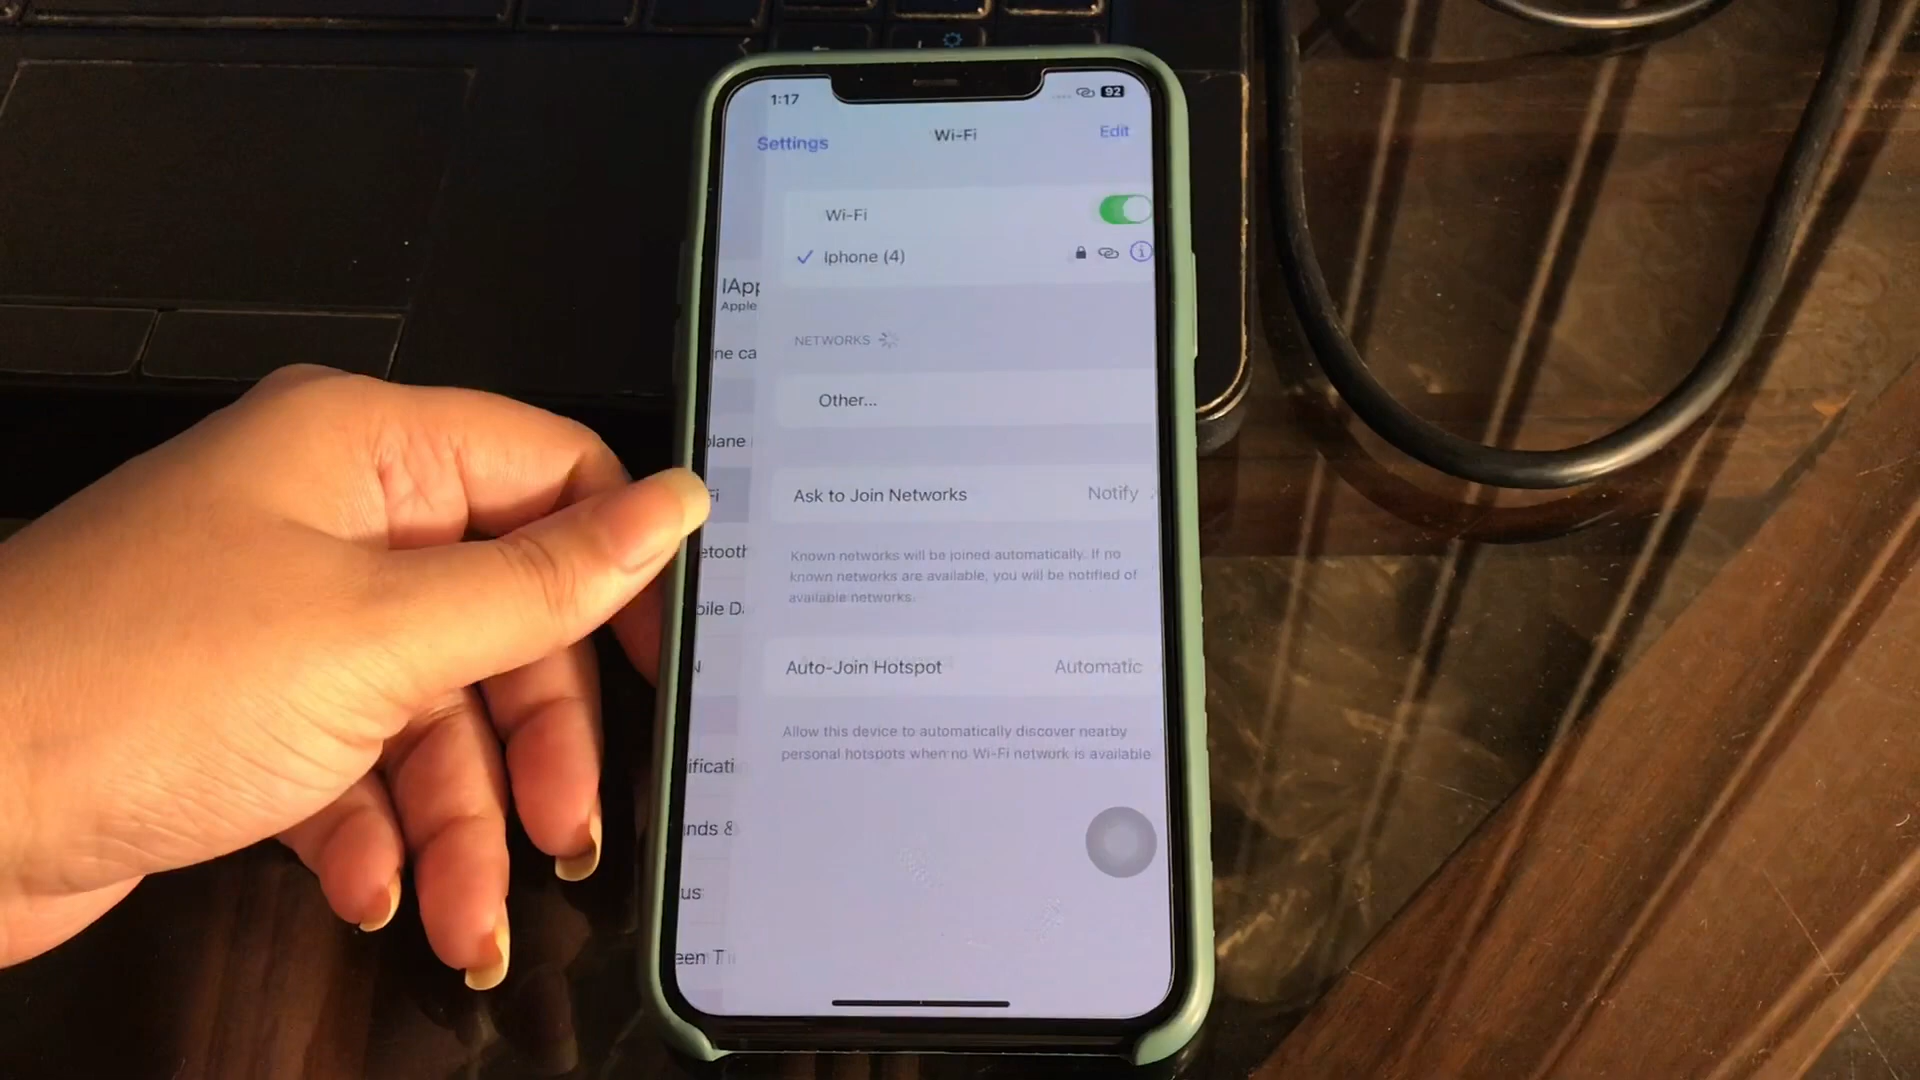 1:17
92
Settings
Wi-Fi
Edit
Wi-Fi
Iphone (4)
Apple
NETWORKS
Other...
Ask to Join Networks
Notify
Known networks will be joined automatically. If no
known networks are available, you will be notified of
available networks.
Auto-Join Hotspot
Automatic
Allow this device to automatically discover nearby
personal hotspots when no Wi-Fi network is available